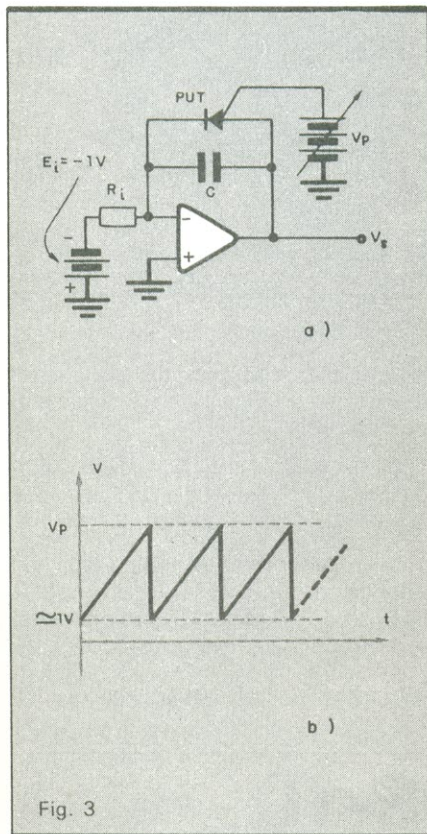 PUT
Vp
Ei = -1V
Ri
C
-
-
+
+
Vs
a )
V
Vp
≃1V
t
b )
Fig. 3